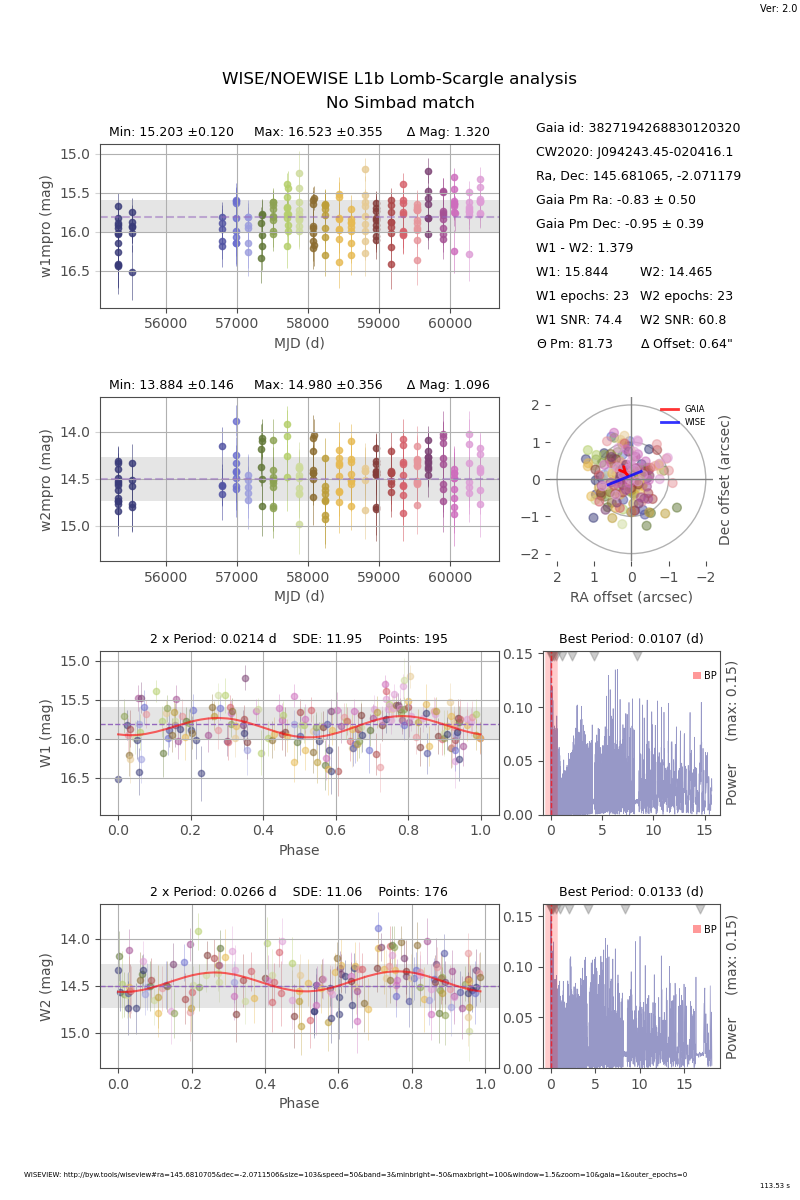 Ver: 2.0
WISE/NOEWISE L1b Lomb-Scargle analysis
No Simbad match
Min: 15.203 ±0.120 Max: 16.523 ±0.355 Δ Mag: 1.320
15.0
15.5
16.0
16.5
w1mpro (mag)
56000 57000 58000 59000 60000
MJD (d)
Gaia id: 3827194268830120320
CW2020: J094243.45-020416.1
Ra, Dec: 145.681065, -2.071179
Gaia Pm Ra: -0.83 ± 0.50
Gaia Pm Dec: -0.95 ± 0.39
W1 - W2: 1.379
W1: 15.844 W2: 14.465
W1 epochs: 23 W2 epochs: 23
W1 SNR: 74.4 W2 SNR: 60.8
Θ Pm: 81.73 Δ Offset: 0.64"
Min: 13.884 ±0.146 Max: 14.980 ±0.356 Δ Mag: 1.096
14.0
14.5
15.0
w2mpro (mag)
56000 57000 58000 59000 60000
MJD (d)
GAIA
WISE
2
1
0
−1
−2
2 1 0 −1 −2
RA offset (arcsec)
Dec offset (arcsec)
2 x Period: 0.0214 d SDE: 11.95 Points: 195
15.0
15.5
16.0
16.5
W1 (mag)
0.0 0.2 0.4 0.6 0.8 1.0
Phase
Best Period: 0.0107 (d)
BP
0.15
0.10
0.05
0.00
0 5 10 15
Power (max: 0.15)
2 x Period: 0.0266 d SDE: 11.06 Points: 176
14.0
14.5
15.0
W2 (mag)
0.0 0.2 0.4 0.6 0.8 1.0
Phase
Best Period: 0.0133 (d)
BP
0.15
0.10
0.05
0.00
0 5 10 15
Power (max: 0.15)
WISEVIEW: http://byw.tools/wiseview#ra=145.6810705&dec=-2.0711506&size=103&speed=50&band=3&minbright=-50&maxbright=100&window=1.5&zoom=10&gaia=1&outer_epochs=0
113.53 s